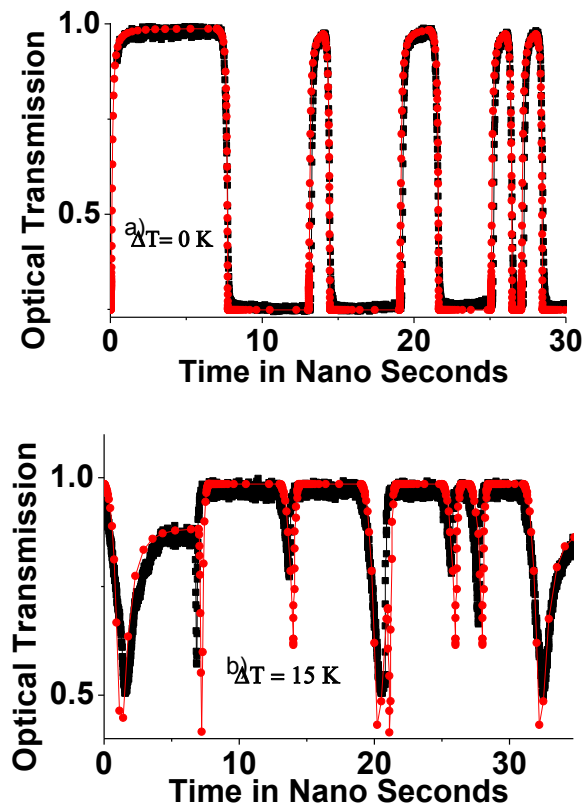 1.0
0.5
Optical Transmission
a) ΔT= 0 K
10 20 30
0
Time in Nano Seconds
1.0
0.5
Optical Transmission
b) ΔT = 15 K
0 10 20 30
Time in Nano Seconds